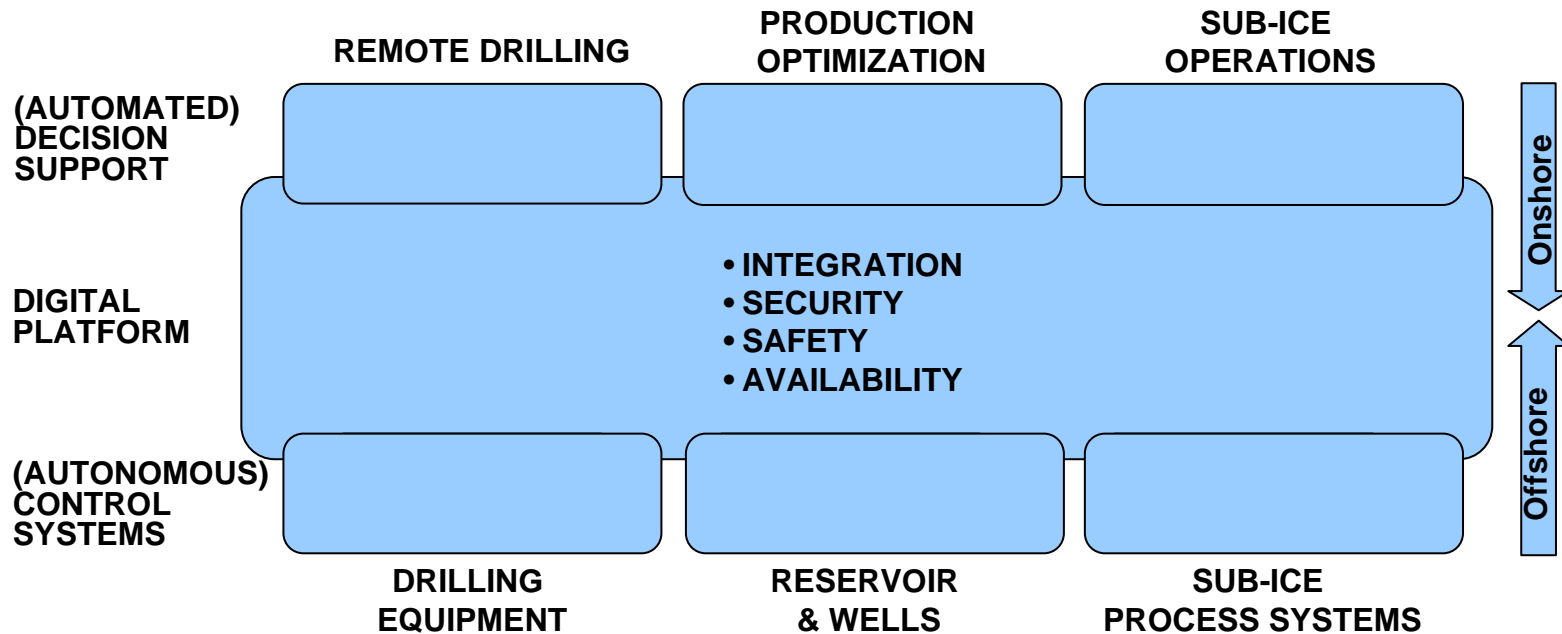 REMOTE DRILLING
PRODUCTION
OPTIMIZATION
SUB-ICE
OPERATIONS
(AUTOMATED)
DECISION
SUPPORT
Onshore
• INTEGRATION
• SECURITY
• SAFETY
• AVAILABILITY
DIGITAL
PLATFORM
Offshore
(AUTONOMOUS)
CONTROL
SYSTEMS
DRILLING
EQUIPMENT
RESERVOIR
& WELLS
SUB-ICE
PROCESS SYSTEMS